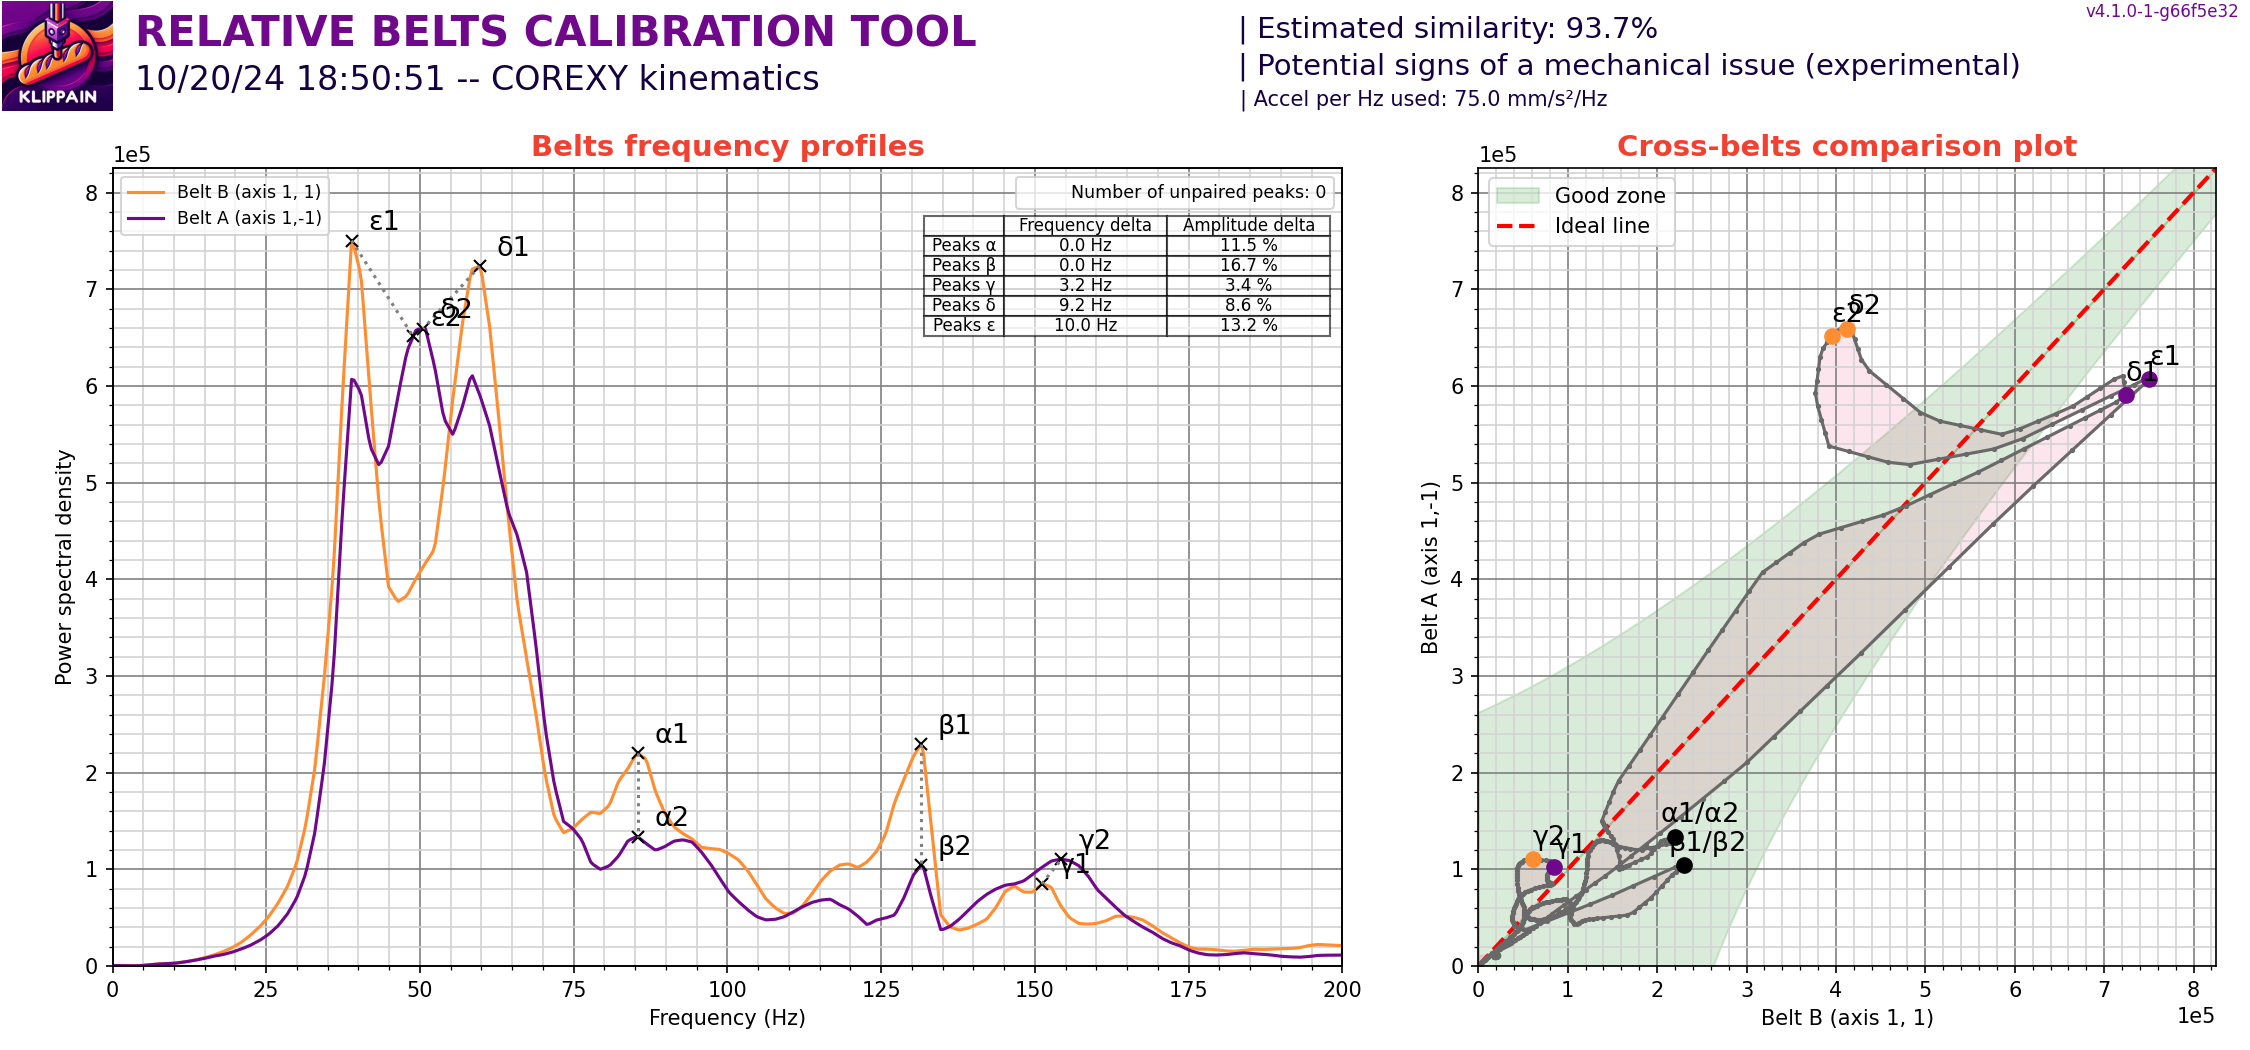 KLIPPAIN
RELATIVE BELTS CALIBRATION TOOL
10/20/24 18:50:51 -- COREXY kinematics
| Estimated similarity: 93.7%
| Potential signs of a mechanical issue (experimental)
| Accel per Hz used: 75.0 mm/s²/Hz
v4.1.0-1-g66f5e32
Belts frequency profiles
1e5
Belt B (axis 1, 1)
Belt A (axis 1,-1)
Number of unpaired peaks: 0
Frequency delta Amplitude delta
Peaks α 0.0 Hz 11.5 %
Peaks β 0.0 Hz 16.7 %
Peaks γ 3.2 Hz 3.4 %
Peaks δ 9.2 Hz 8.6 %
Peaks ε 10.0 Hz 13.2 %
ε1
δ1
δ2
ε2
α1
α2
β1
β2
γ2
γ1
8
7
6
5
4
3
2
1
0
Power spectral density
0 25 50 75 100 125 150 175 200
Frequency (Hz)
Cross-belts comparison plot
1e5
Good zone
Ideal line
δ2
ε2
ε1
δ1
α1/α2
β1/β2
γ2
γ1
8
7
6
5
4
3
2
1
0
Belt A (axis 1,-1)
0 1 2 3 4 5 6 7 8
Belt B (axis 1, 1)
1e5